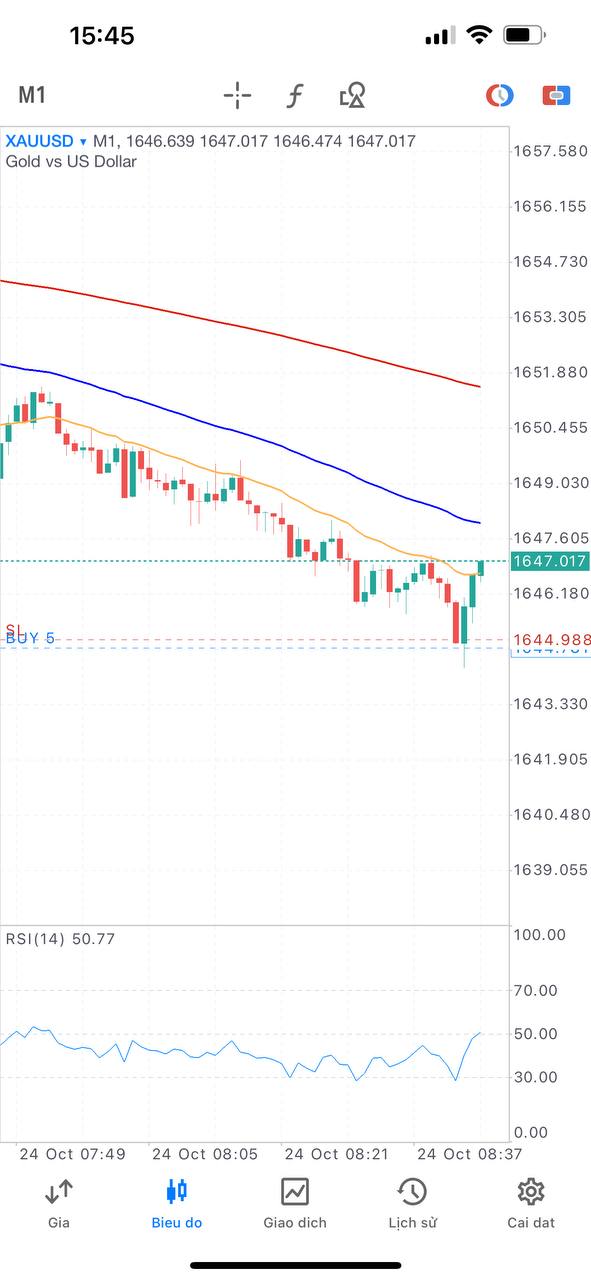 15:45
M1
XAUUSD ▾ M1, 1646.639 1647.017 1646.474 1647.017
Gold vs US Dollar
1657.580
1656.155
1654.730
1653.305
1651.880
1650.455
1649.030
1647.605
1647.017
1646.180
SL
1644.988
BUY 5
1643.330
1641.905
1640.480
1639.055
RSI(14) 50.77
100.00
70.00
50.00
30.00
0.00
24 Oct 07:49 24 Oct 08:05 24 Oct 08:21 24 Oct 08:37
Gia Bieu do Giao dich Lịch sử Cai dat